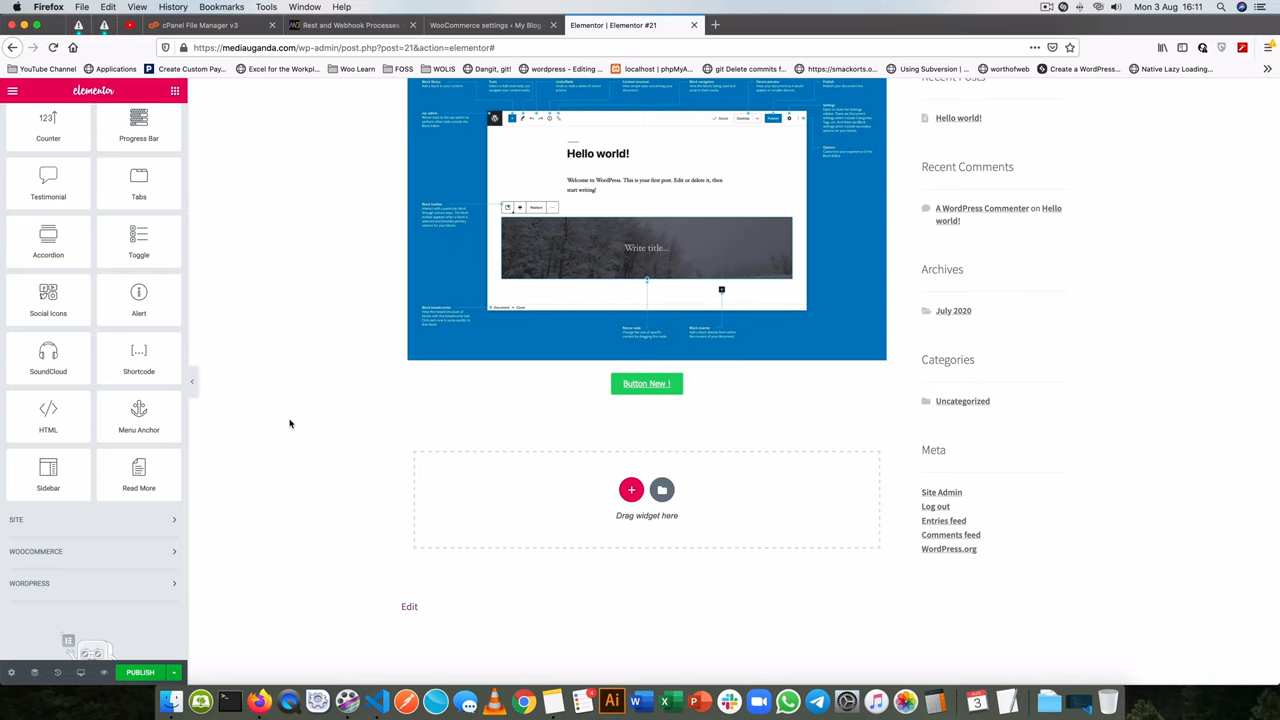 Firefox File Edit View History Bookmarks Tools Window Help
Mon 3 Aug 16:11
cPanel File Manager v3
Rest and Webhook Processes
WooCommerce settings ‹ My Blog
Elementor | Elementor #21
https://mediauganda.com/wp-admin/post.php?post=21&action=elementor#
YouTube Channel
Applications
Create Custom Pay...
Excel for the Workpl...
Woo Learn
FOSS
WOLIS
Dangit, git!
wordpress - Editing ...
localhost | phpMyA...
git Delete commits f...
https://smackorts.o...
Using Subversion ...
worthofweb
Create a WordPress...
Native Lazy Loading...
elementor
Counter
Progress Bar
Testimonial
Tabs
Accordion
Toggle
Social Icons
Alert
SoundCloud
Shortcode
HTML
Menu Anchor
Sidebar
Read More
SITE
WOOCOMMERCE
WORDPRESS
PUBLISH
Hello world!
Welcome to WordPress. This is your first post. Edit or delete it, then
start writing!
Replace
Write title...
Button New !
Drag widget here
Edit
Recent Posts
Hello world!
Recent Comments
A WordPress Commenter on Hello
world!
Archives
July 2020
Categories
Uncategorized
Meta
Site Admin
Log out
Entries feed
Comments feed
WordPress.org